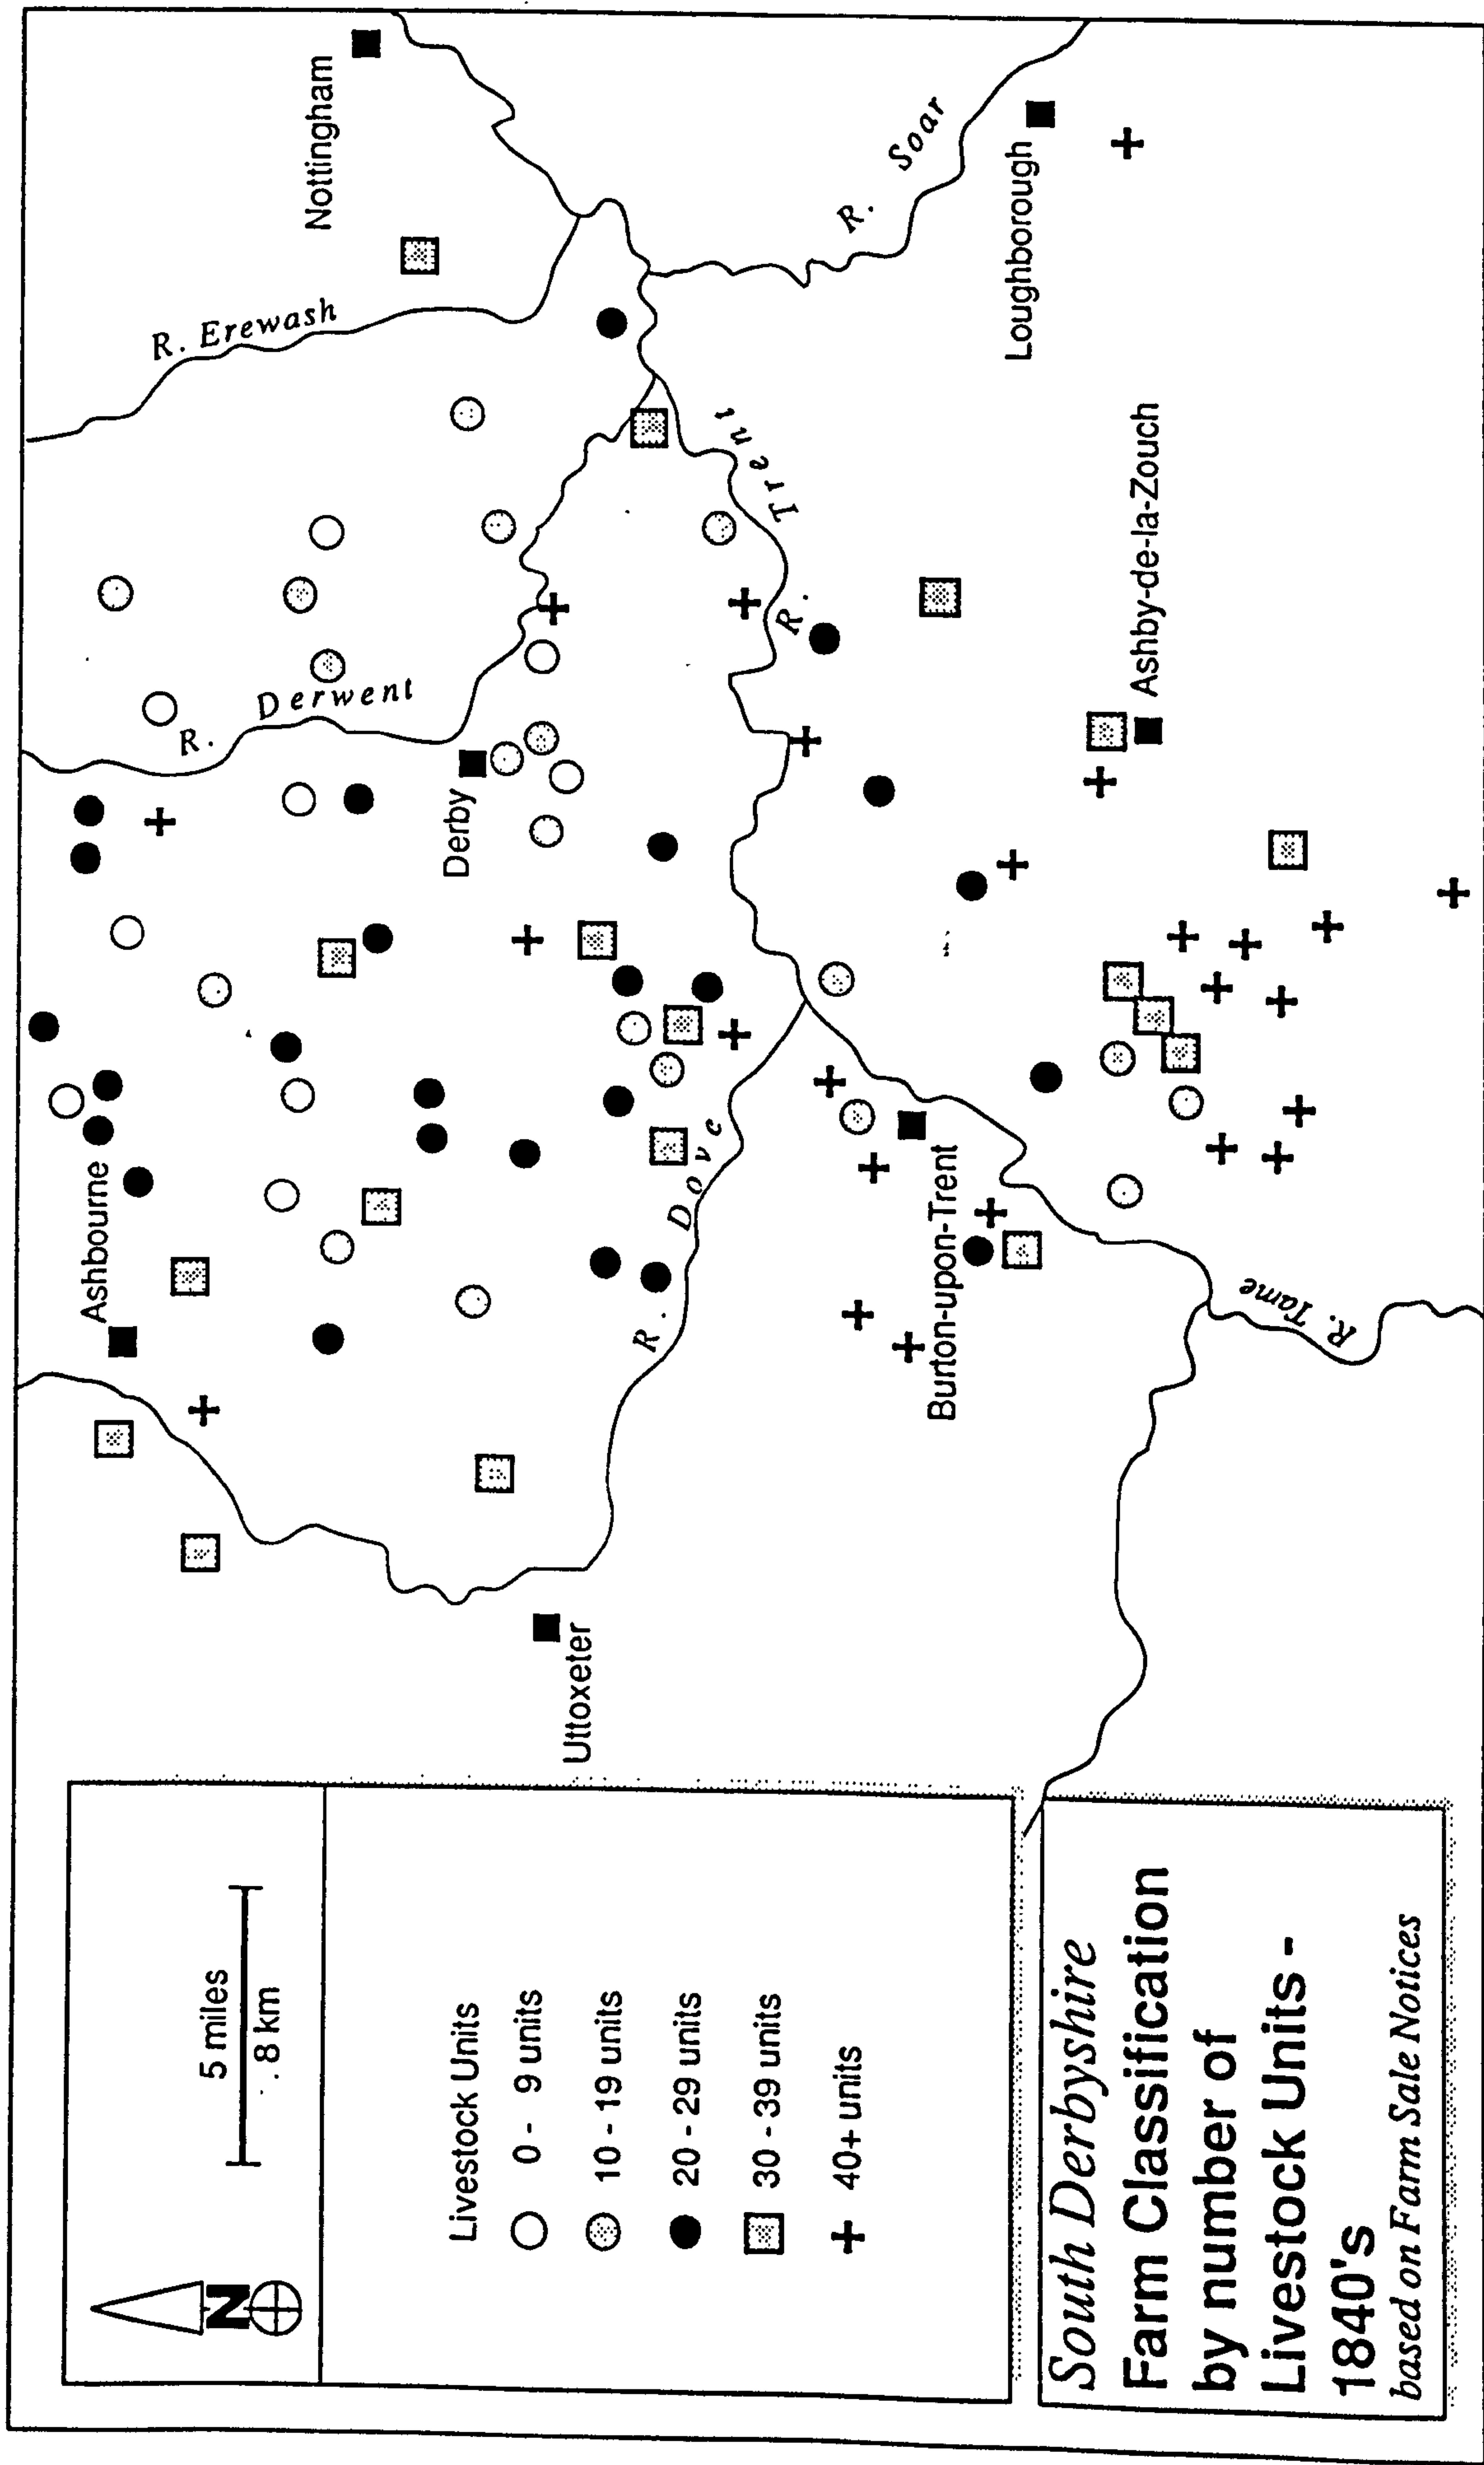 5 miles
8 km
N
Livestock Units
0 - 9 units
10 - 19 units
20 - 29 units
30 - 39 units
40+ units
South Derbyshire
Farm Classification
by number of
Livestock Units -
1840's
based on Farm Sale Notices
Ashbourne
Uttoxeter
Derby
Nottingham
Burton-upon-Trent
Ashby-de-la-Zouch
Loughborough
R. Derwent
R. Erewash
R. Dove
R. Trent
R. Soar
R. Tame